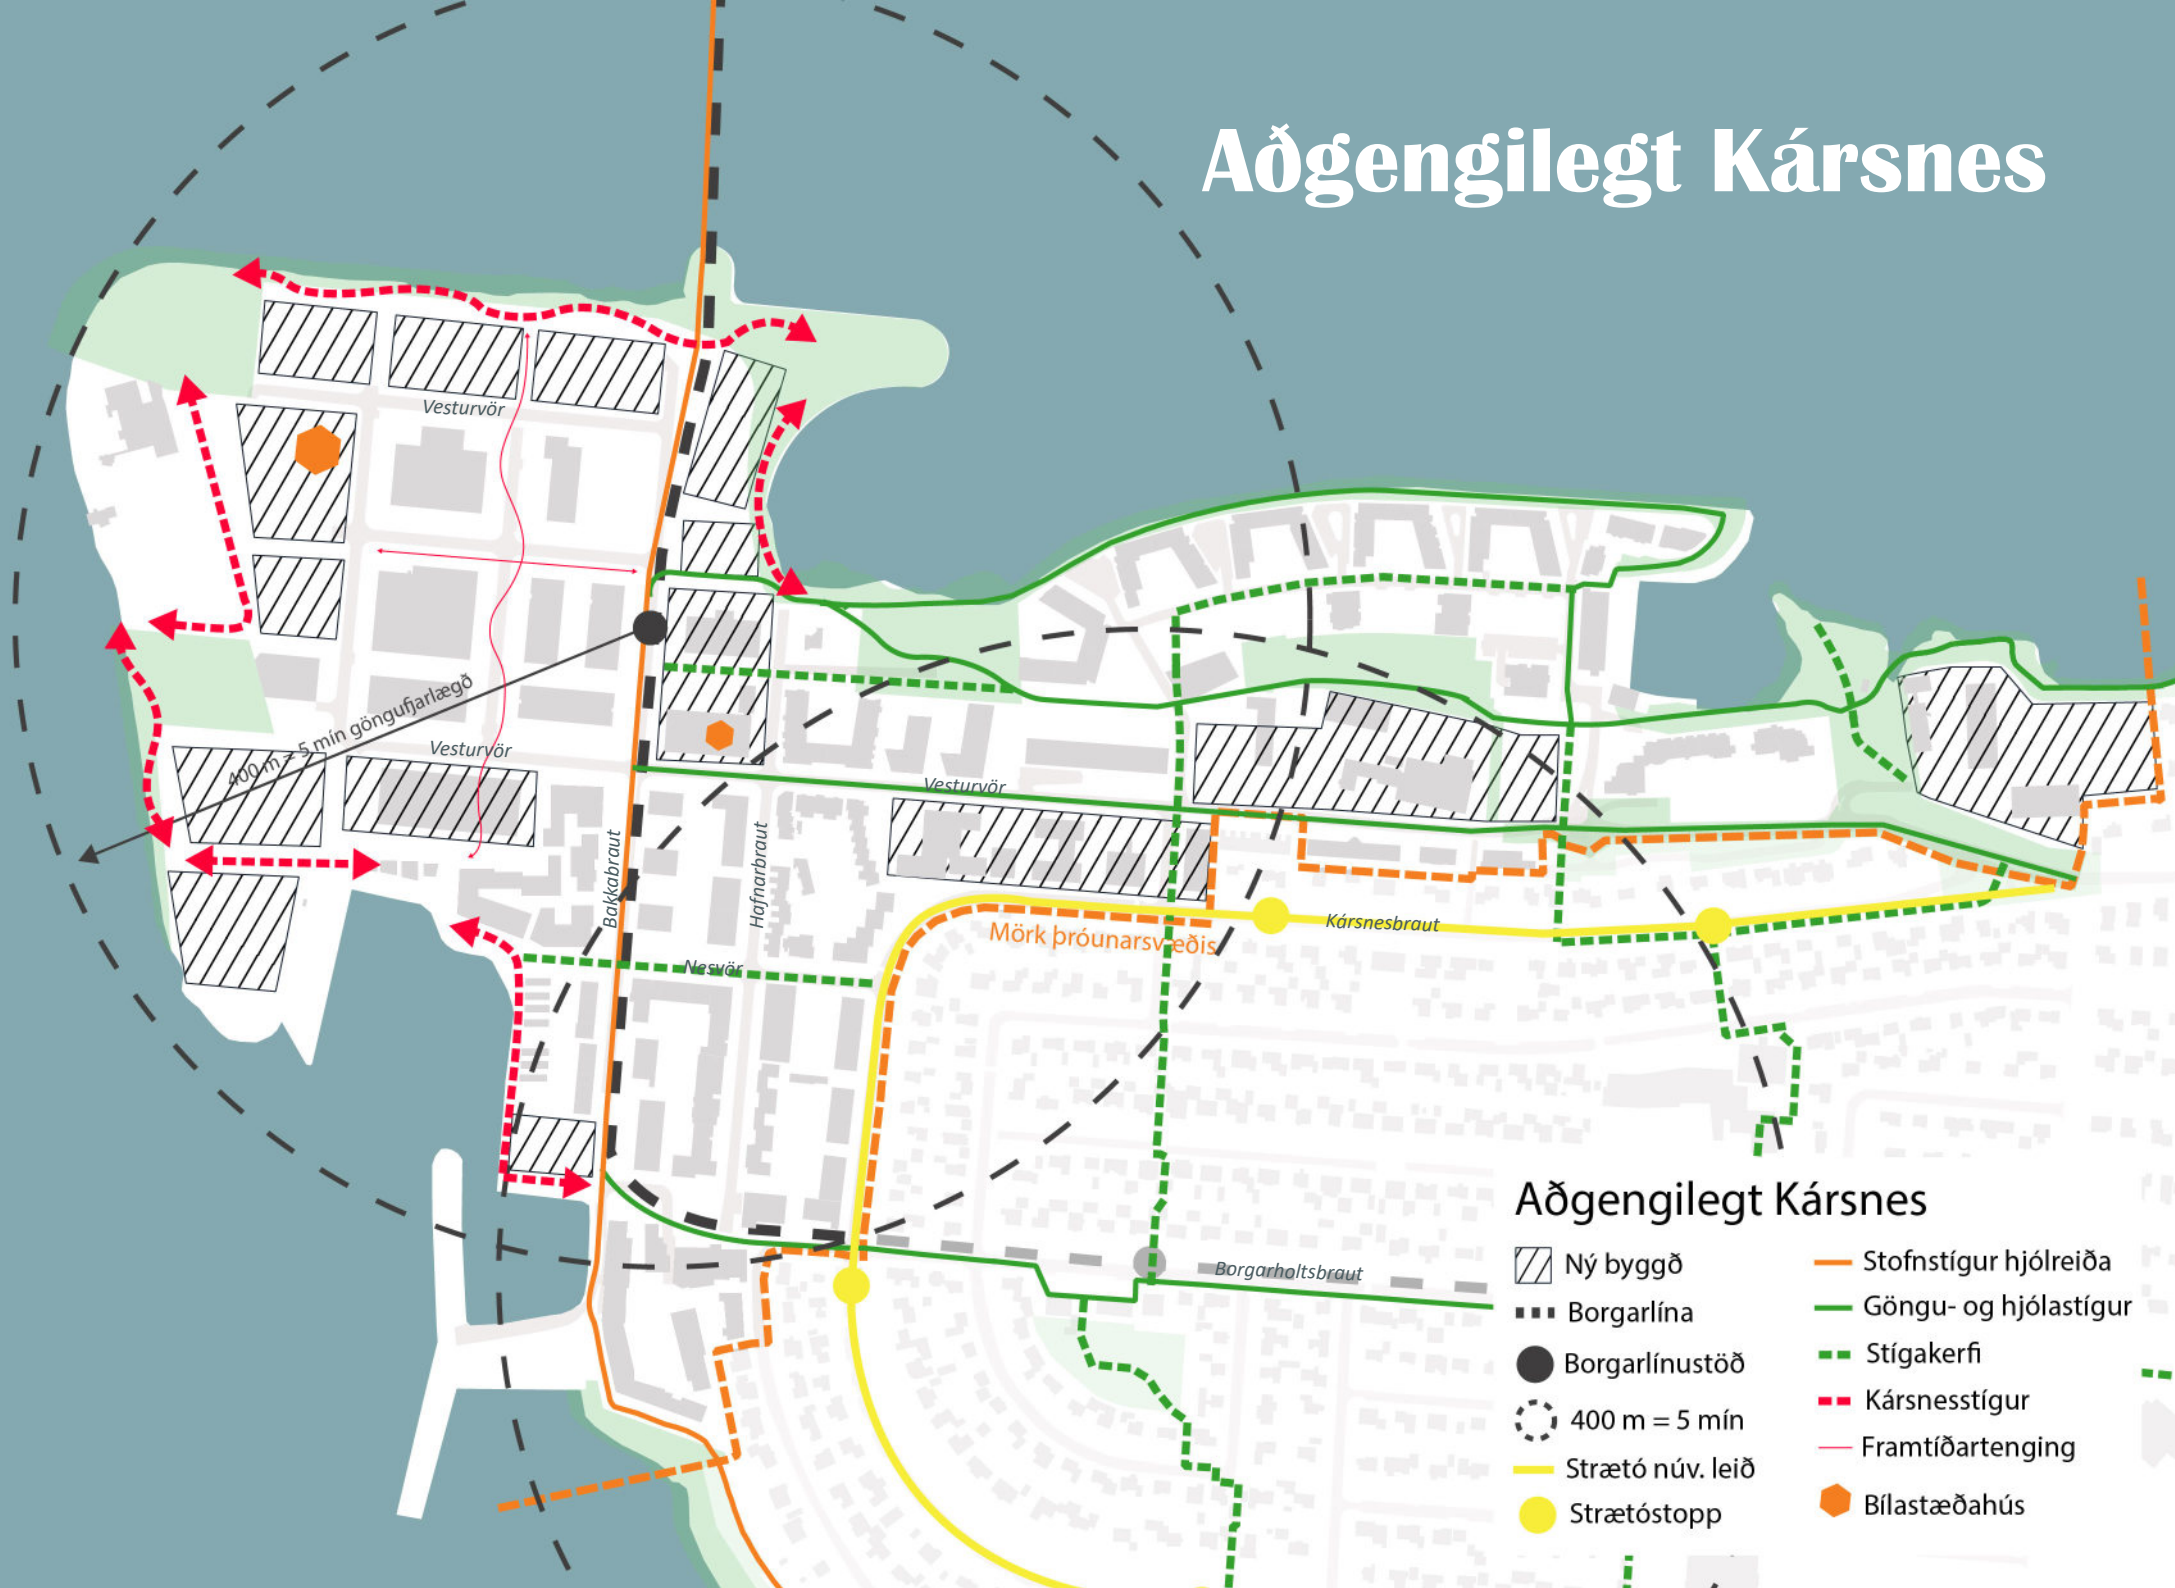 Aðgengilegt Kársnes
Vesturvör
400 m = 5 mín göngufjarlægð
Vesturvör
Vesturvör
Bakkabraut
Hafnarbraut
Kársnesbraut
Mörk þróunarsvæðis
Nesvör
Borgarholtsbraut
Aðgengilegt Kársnes
Ný byggð
Borgarlína
Borgarlínustöð
400 m = 5 mín
Strætó núv. leið
Strætóstopp
Stofnstígur hjólreiða
Göngu- og hjólastígur
Stígakerfi
Kársnesstígur
Framtíðartenging
Bílastæðahús